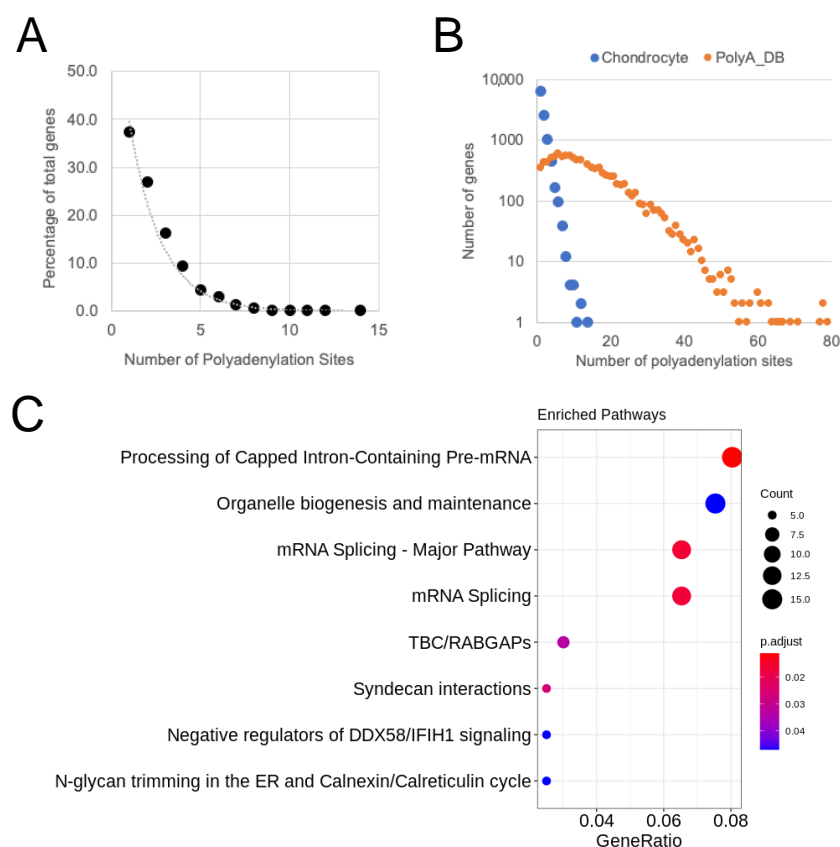 A
50.0
40.0
30.0
20.0
10.0
0.0
Percentage of total genes
0 5 10 15
Number of Polyadenylation Sites
B
Chondrocyte PolyA_DB
10,000
1000
100
10
1
Number of genes
0 20 40 60 80
Number of polyadenylation sites
C
Enriched Pathways
Processing of Capped Intron-Containing Pre-mRNA
Organelle biogenesis and maintenance
mRNA Splicing - Major Pathway
mRNA Splicing
TBC/RABGAPs
Syndecan interactions
Negative regulators of DDX58/IFIH1 signaling
N-glycan trimming in the ER and Calnexin/Calreticulin cycle
0.04 0.06 0.08
GeneRatio
Count
5.0
7.5
10.0
12.5
15.0
p.adjust
0.02
0.03
0.04